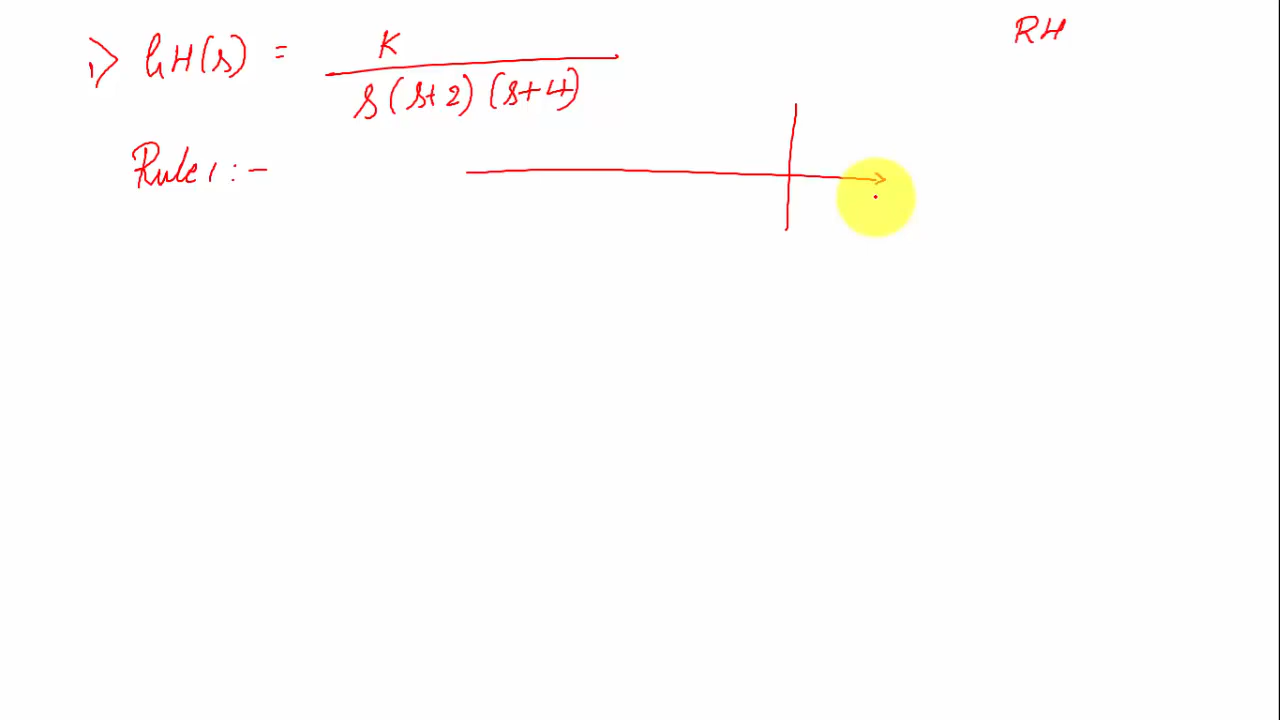 1> GH(s) = K / s(s+2)(s+4)
RH
Rule 1 :-